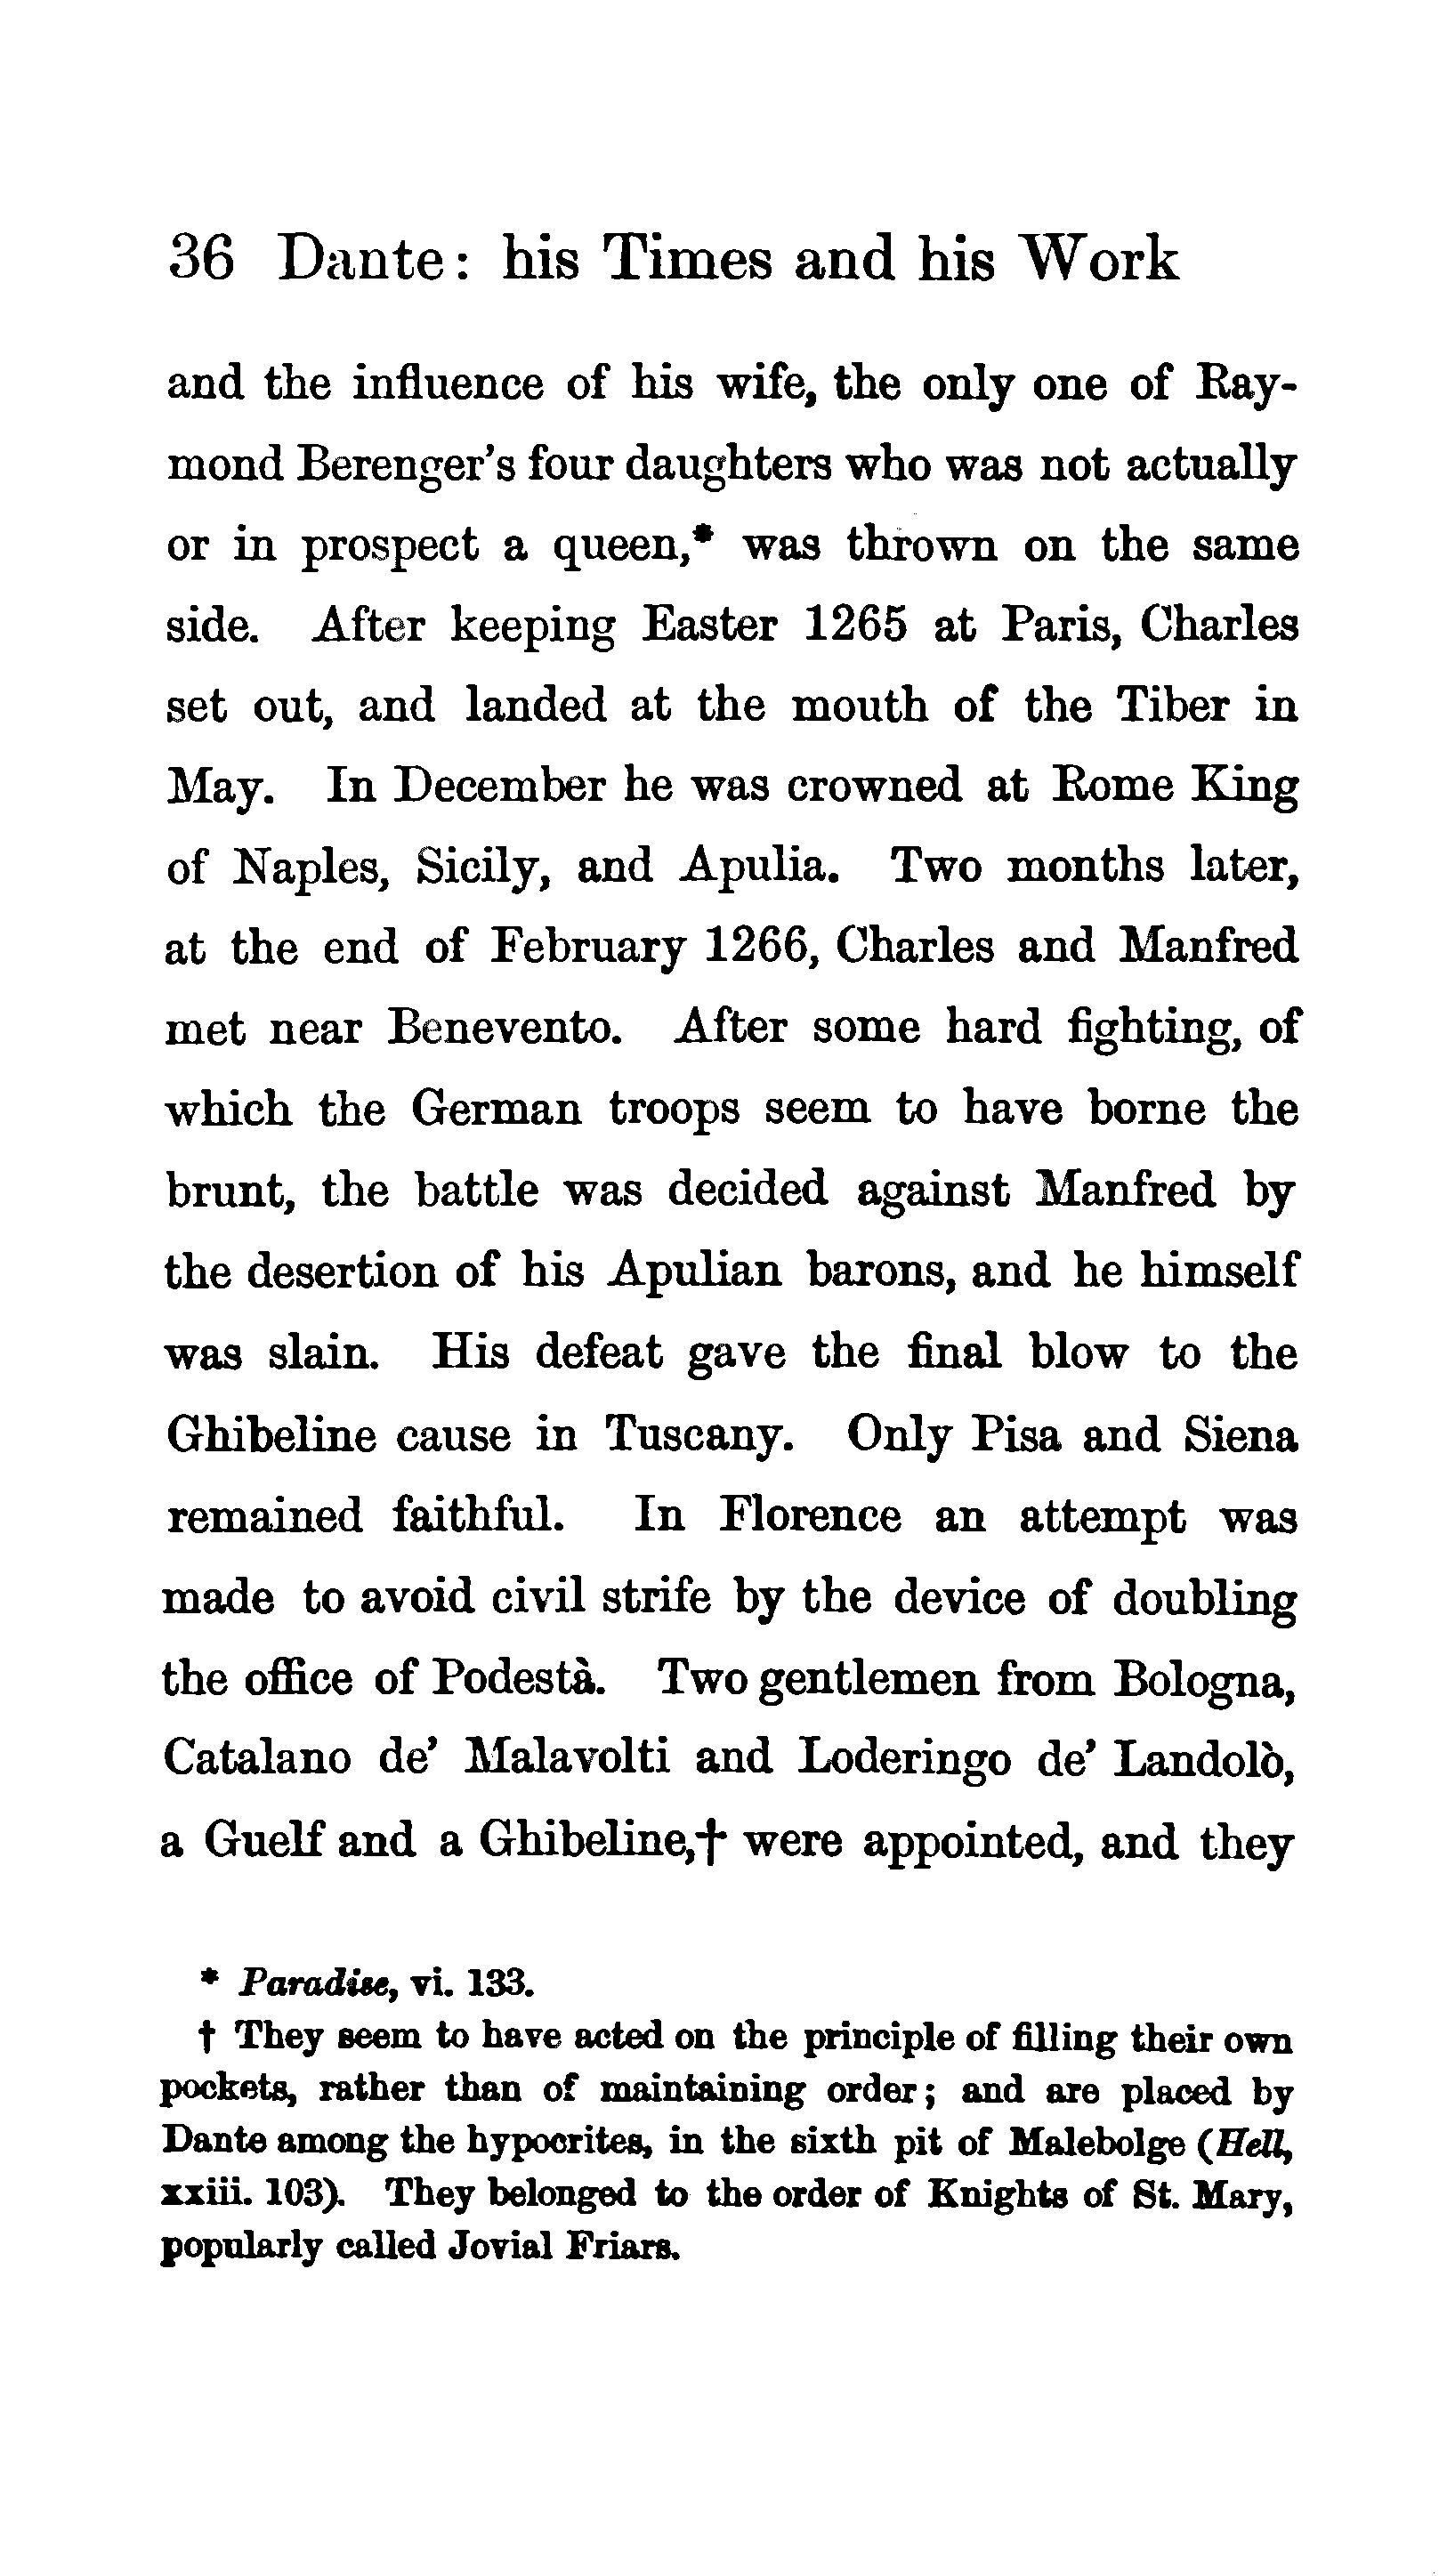 36 Dante: his Times and his Work
and the influence of his wife, the only one of Ray-
mond Berenger's four daughters who was not actually
or in prospect a queen,* was thrown on the same
side. After keeping Easter 1265 at Paris, Charles
set out, and landed at the mouth of the Tiber in
May. In December he was crowned at Rome King
of Naples, Sicily, and Apulia. Two months later,
at the end of February 1266, Charles and Manfred
met near Benevento. After some hard fighting, of
which the German troops seem to have borne the
brunt, the battle was decided against Manfred by
the desertion of his Apulian barons, and he himself
was slain. His defeat gave the final blow to the
Ghibeline cause in Tuscany. Only Pisa and Siena
remained faithful. In Florence an attempt was
made to avoid civil strife by the device of doubling
the office of Podestà. Two gentlemen from Bologna,
Catalano de' Malavolti and Loderingo de' Landolò,
a Guelf and a Ghibeline,† were appointed, and they
* Paradise, vi. 133.
† They seem to have acted on the principle of filling their own
pockets, rather than of maintaining order; and are placed by
Dante among the hypocrites, in the sixth pit of Malebolge (Hell,
xxiii. 103). They belonged to the order of Knights of St. Mary,
popularly called Jovial Friars.